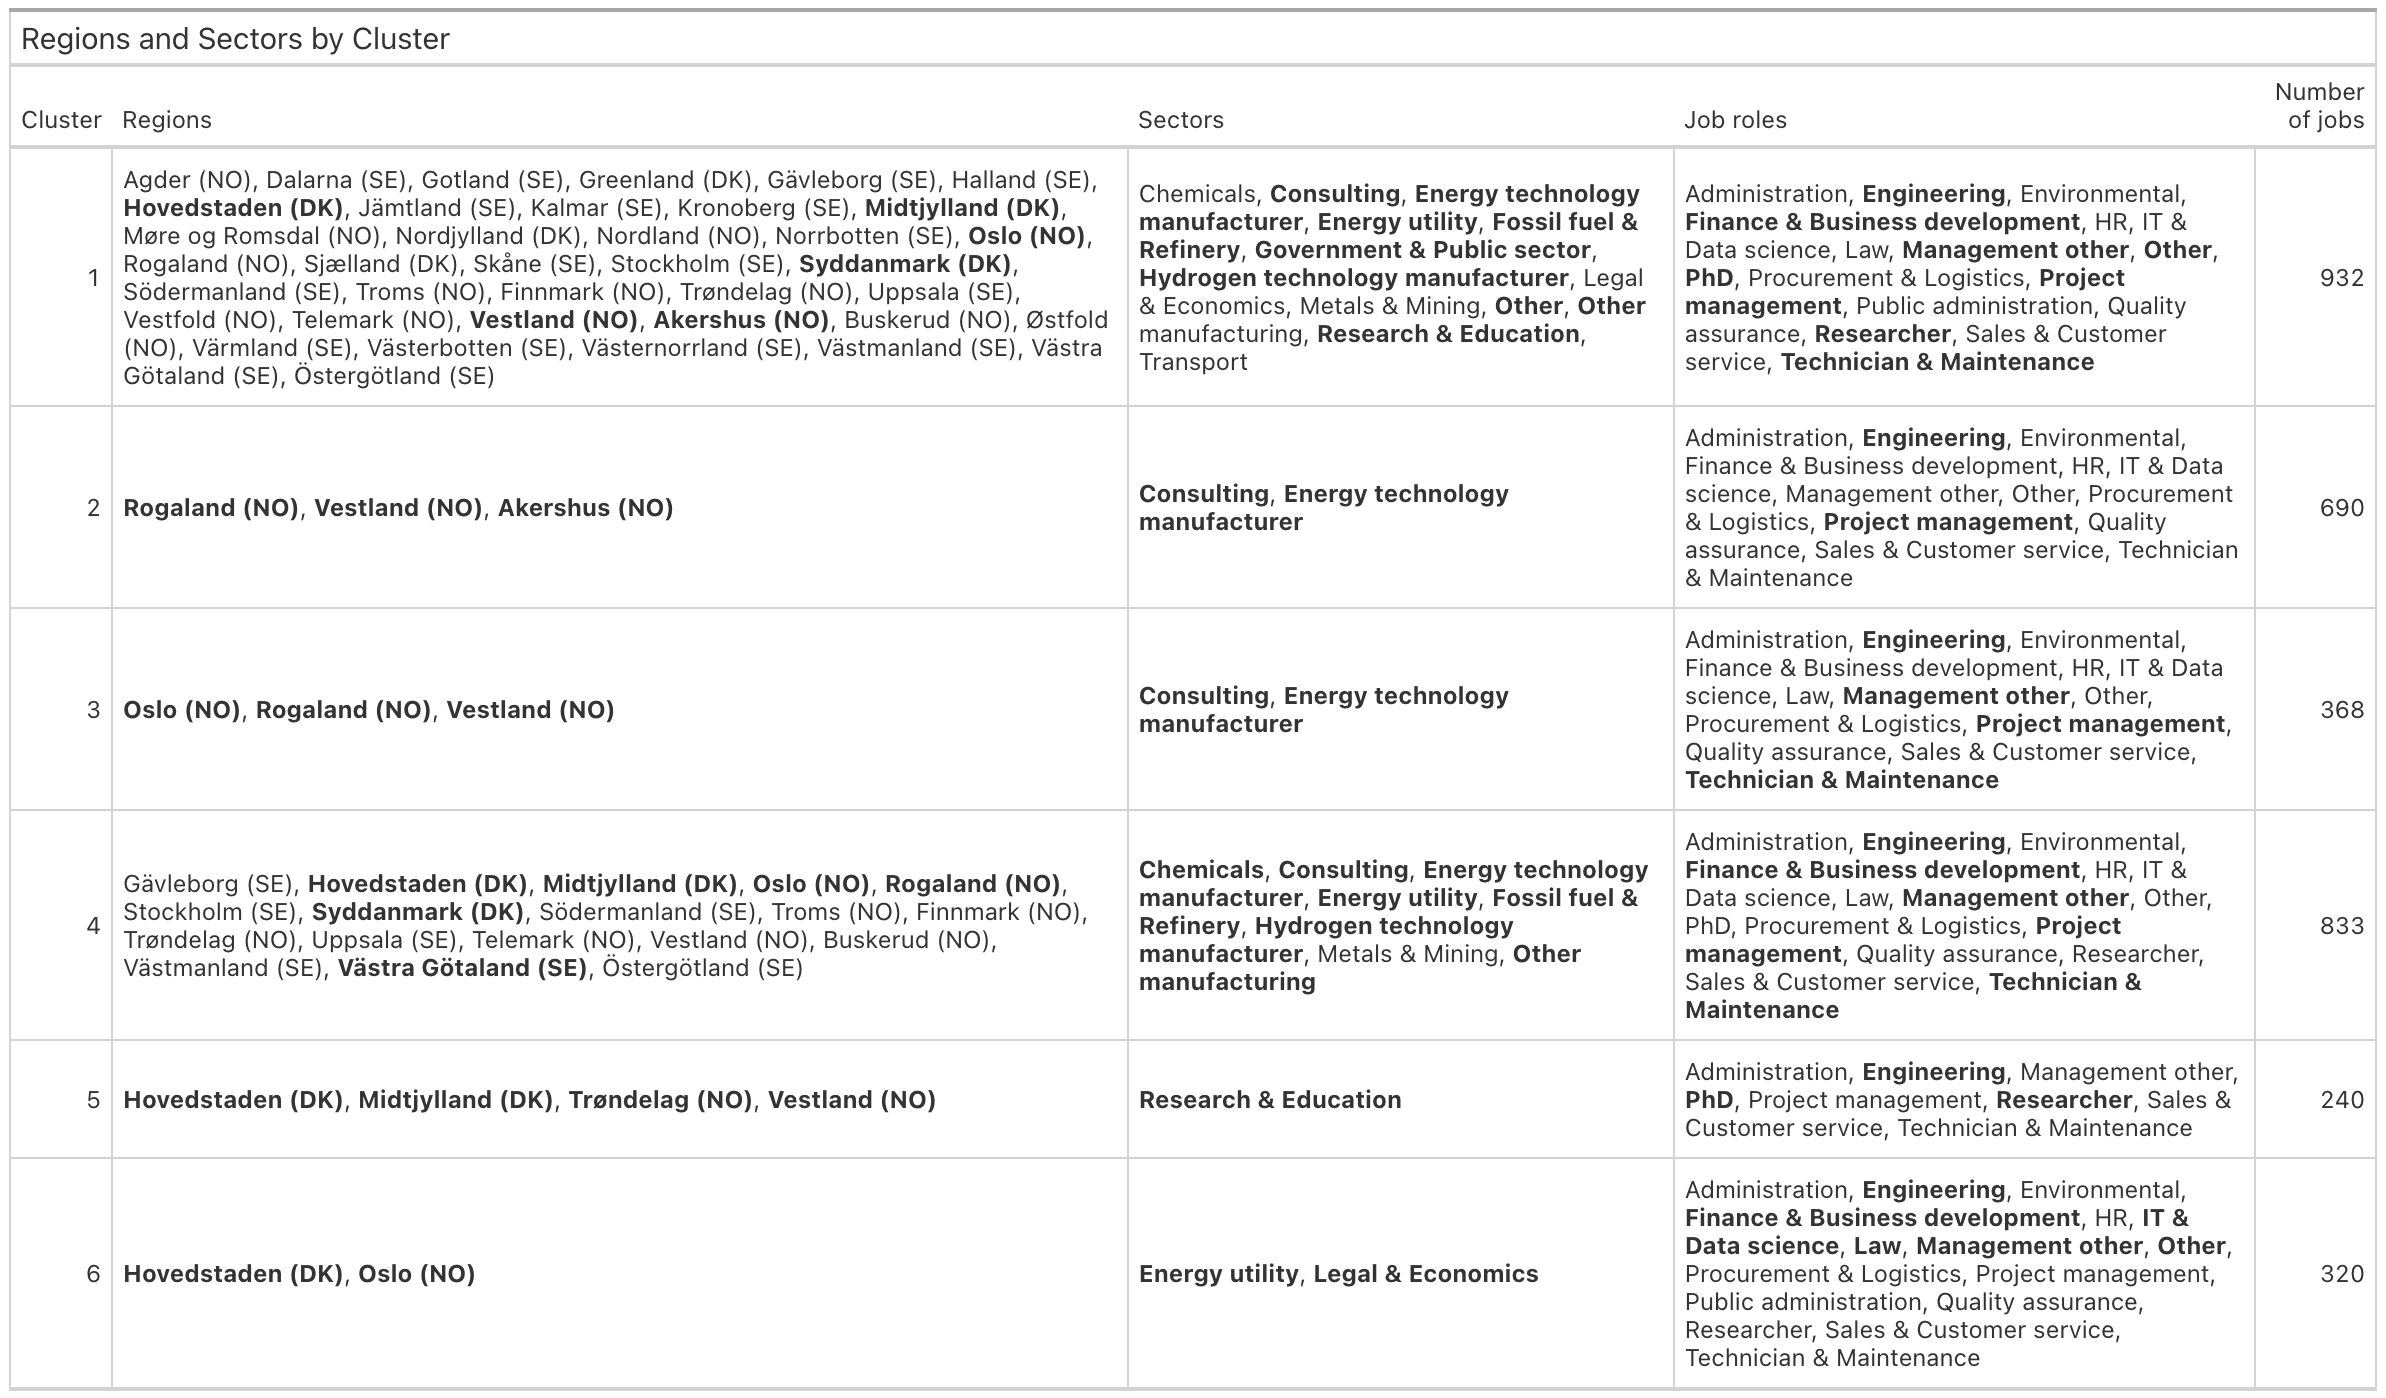 Regions and Sectors by Cluster
Cluster Regions Sectors Job roles Number
of jobs
1
Agder (NO), Dalarna (SE), Gotland (SE), Greenland (DK), Gävleborg (SE), Halland (SE),
Hovedstaden (DK), Jämtland (SE), Kalmar (SE), Kronoberg (SE), Midtjylland (DK),
Møre og Romsdal (NO), Nordjylland (DK), Nordland (NO), Norrbotten (SE), Oslo (NO),
Rogaland (NO), Sjælland (DK), Skåne (SE), Stockholm (SE), Syddanmark (DK),
Södermanland (SE), Troms (NO), Finnmark (NO), Trøndelag (NO), Uppsala (SE),
Vestfold (NO), Telemark (NO), Vestland (NO), Akershus (NO), Buskerud (NO), Østfold
(NO), Värmland (SE), Västerbotten (SE), Västernorrland (SE), Västmanland (SE), Västra
Götaland (SE), Östergötland (SE)
Chemicals, Consulting, Energy technology
manufacturer, Energy utility, Fossil fuel &
Refinery, Government & Public sector,
Hydrogen technology manufacturer, Legal
& Economics, Metals & Mining, Other, Other
manufacturing, Research & Education,
Transport
Administration, Engineering, Environmental,
Finance & Business development, HR, IT &
Data science, Law, Management other, Other,
PhD, Procurement & Logistics, Project
management, Public administration, Quality
assurance, Researcher, Sales & Customer
service, Technician & Maintenance
932
2
Rogaland (NO), Vestland (NO), Akershus (NO)
Consulting, Energy technology
manufacturer
Administration, Engineering, Environmental,
Finance & Business development, HR, IT & Data
science, Management other, Other, Procurement
& Logistics, Project management, Quality
assurance, Sales & Customer service, Technician
& Maintenance
690
3
Oslo (NO), Rogaland (NO), Vestland (NO)
Consulting, Energy technology
manufacturer
Administration, Engineering, Environmental,
Finance & Business development, HR, IT & Data
science, Law, Management other, Other,
Procurement & Logistics, Project management,
Quality assurance, Sales & Customer service,
Technician & Maintenance
368
4
Gävleborg (SE), Hovedstaden (DK), Midtjylland (DK), Oslo (NO), Rogaland (NO),
Stockholm (SE), Syddanmark (DK), Södermanland (SE), Troms (NO), Finnmark (NO),
Trøndelag (NO), Uppsala (SE), Telemark (NO), Vestland (NO), Buskerud (NO),
Västmanland (SE), Västra Götaland (SE), Östergötland (SE)
Chemicals, Consulting, Energy technology
manufacturer, Energy utility, Fossil fuel &
Refinery, Hydrogen technology
manufacturer, Metals & Mining, Other
manufacturing
Administration, Engineering, Environmental,
Finance & Business development, HR, IT &
Data science, Law, Management other, Other,
PhD, Procurement & Logistics, Project
management, Quality assurance, Researcher,
Sales & Customer service, Technician &
Maintenance
833
5
Hovedstaden (DK), Midtjylland (DK), Trøndelag (NO), Vestland (NO)
Research & Education
Administration, Engineering, Management other,
PhD, Project management, Researcher, Sales &
Customer service, Technician & Maintenance
240
6
Hovedstaden (DK), Oslo (NO)
Energy utility, Legal & Economics
Administration, Engineering, Environmental,
Finance & Business development, HR, IT &
Data science, Law, Management other, Other,
Procurement & Logistics, Project management,
Public administration, Quality assurance,
Researcher, Sales & Customer service,
Technician & Maintenance
320